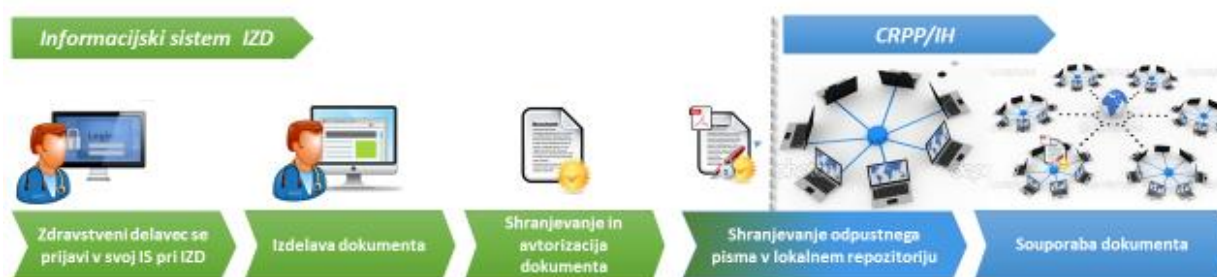 Informacijski sistem IZD
CRPP/IH
Login
Zdravstveni delavec se
prijavi v svoj IS pri IZD
Izdelava dokumenta
Shranjevanje in
avtorizacija
dokumenta
Shranjevanje odpustnega
pisma v lokalnem repozitoriju
Souporaba dokumenta